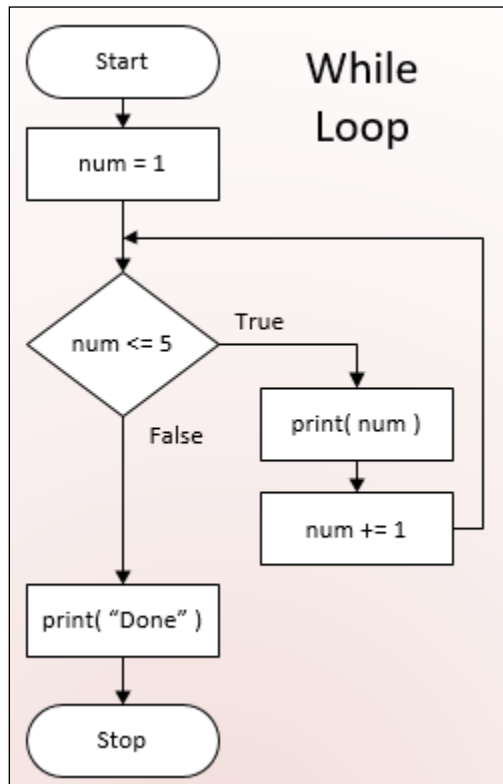 Start
While
Loop
num = 1
num <= 5
True
print( num )
False
num += 1
print( “Done” )
Stop